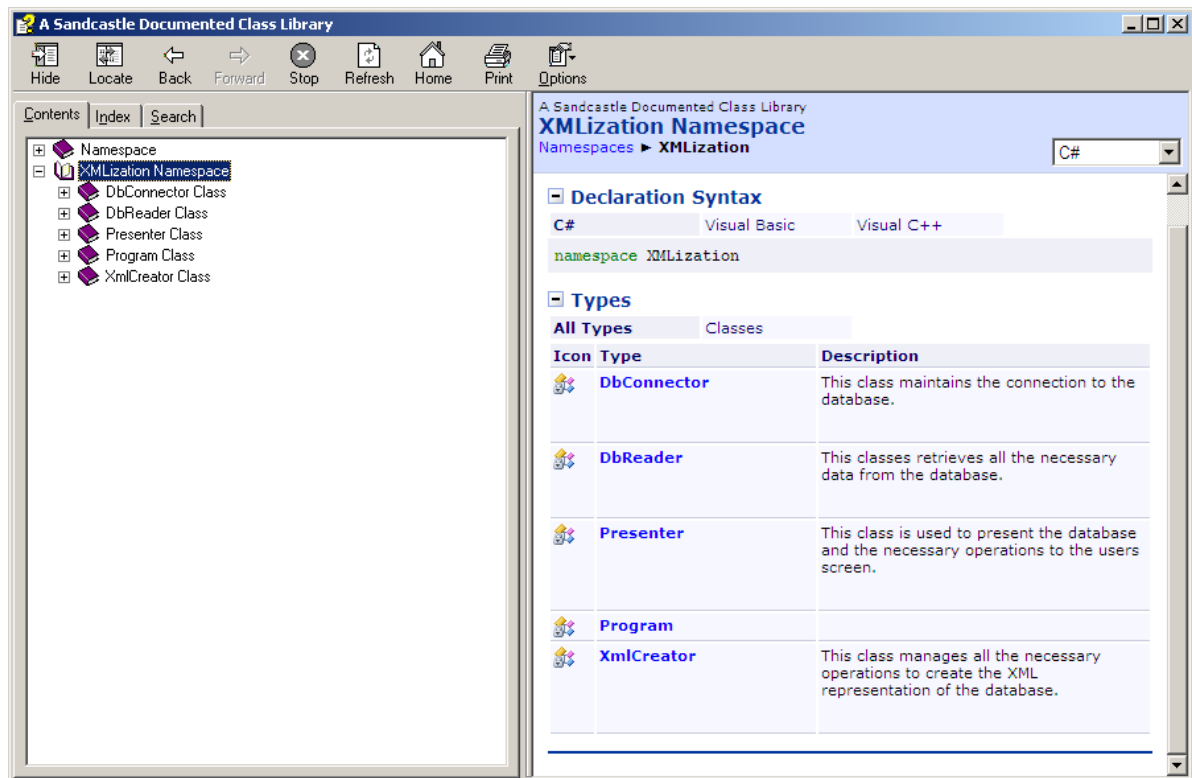 A Sandcastle Documented Class Library
Hide Locate Back Forward Stop Refresh Home Print Options
Contents Index Search
Namespace
XMLization Namespace
DbConnector Class
DbReader Class
Presenter Class
Program Class
XmlCreator Class
A Sandcastle Documented Class Library
XMLization Namespace
Namespaces ► XMLization
C#
Declaration Syntax
C# Visual Basic Visual C++
namespace XMLization
Types
All Types Classes
Icon Type Description
DbConnector This class maintains the connection to the
database.
DbReader This classes retrieves all the necessary
data from the database.
Presenter This class is used to present the database
and the necessary operations to the users
screen.
Program
XmlCreator This class manages all the necessary
operations to create the XML
representation of the database.